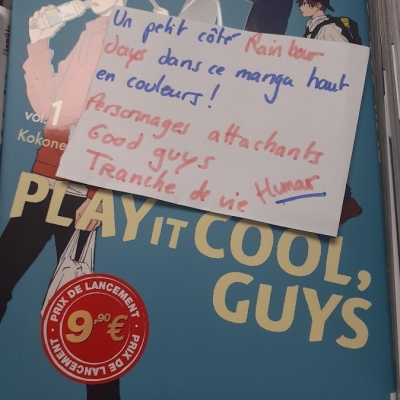 Un petit côté Rainbow
days dans ce manga haut
en couleurs !
Personnages attachants
Good guys
Tranche de vie Humar
vol. 1
Kokone
PLAY IT COOL,
GUYS
PRIX DE LANCEMENT
9,90€
PRIX DE LANCEMENT